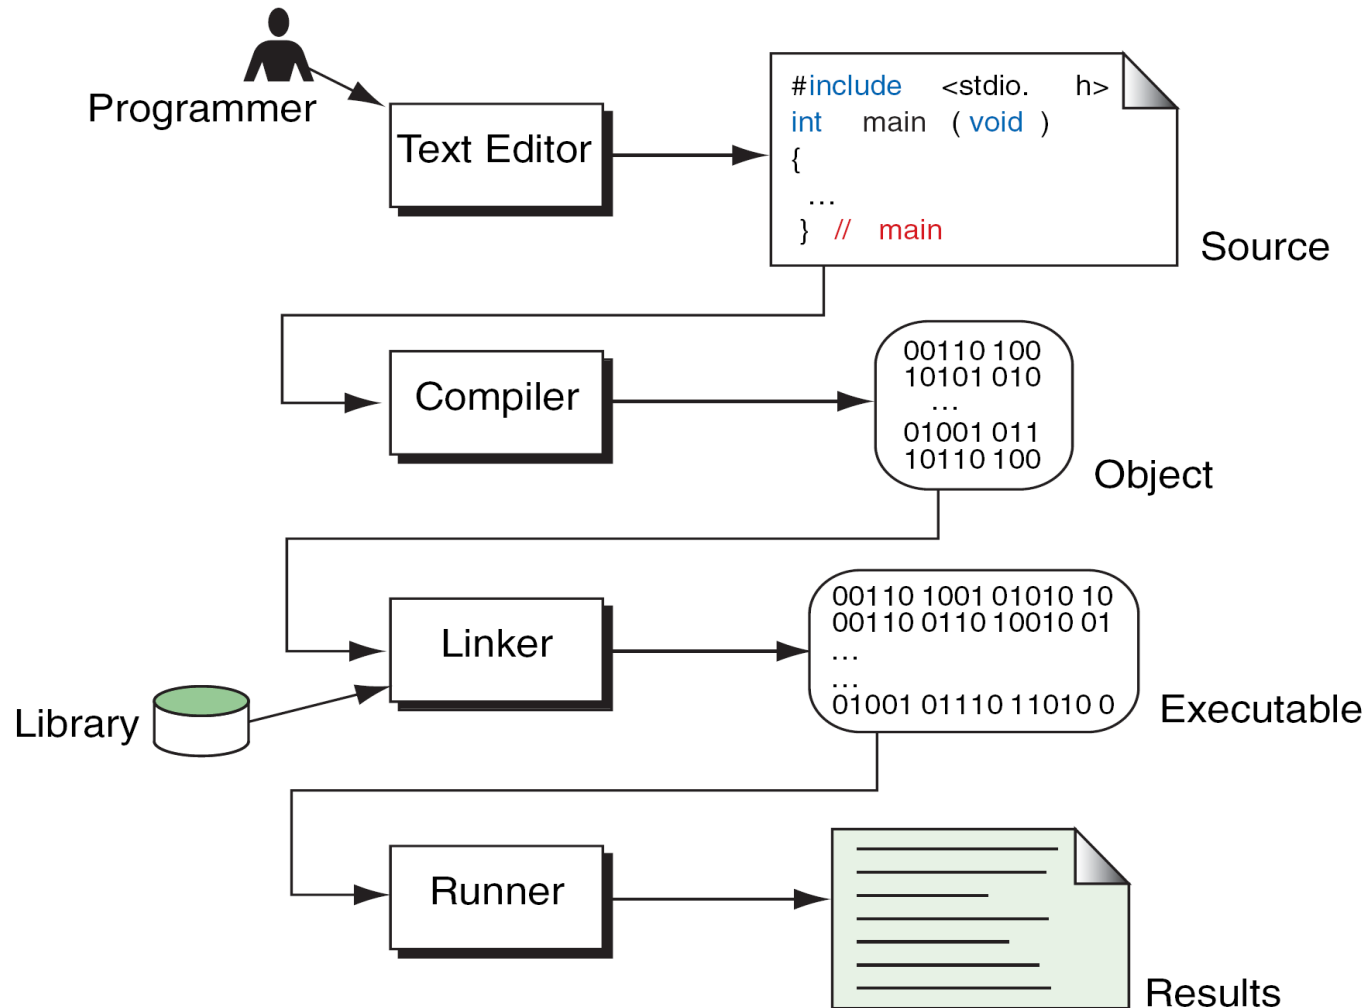 Programmer
Text Editor
#include <stdio. h>
int main ( void )
{
...
} // main
Source
Compiler
00110 100
10101 010
...
01001 011
10110 100
Object
Linker
Library
00110 1001 01010 10
00110 0110 10010 01
...
...
01001 01110 11010 0
Executable
Runner
Results